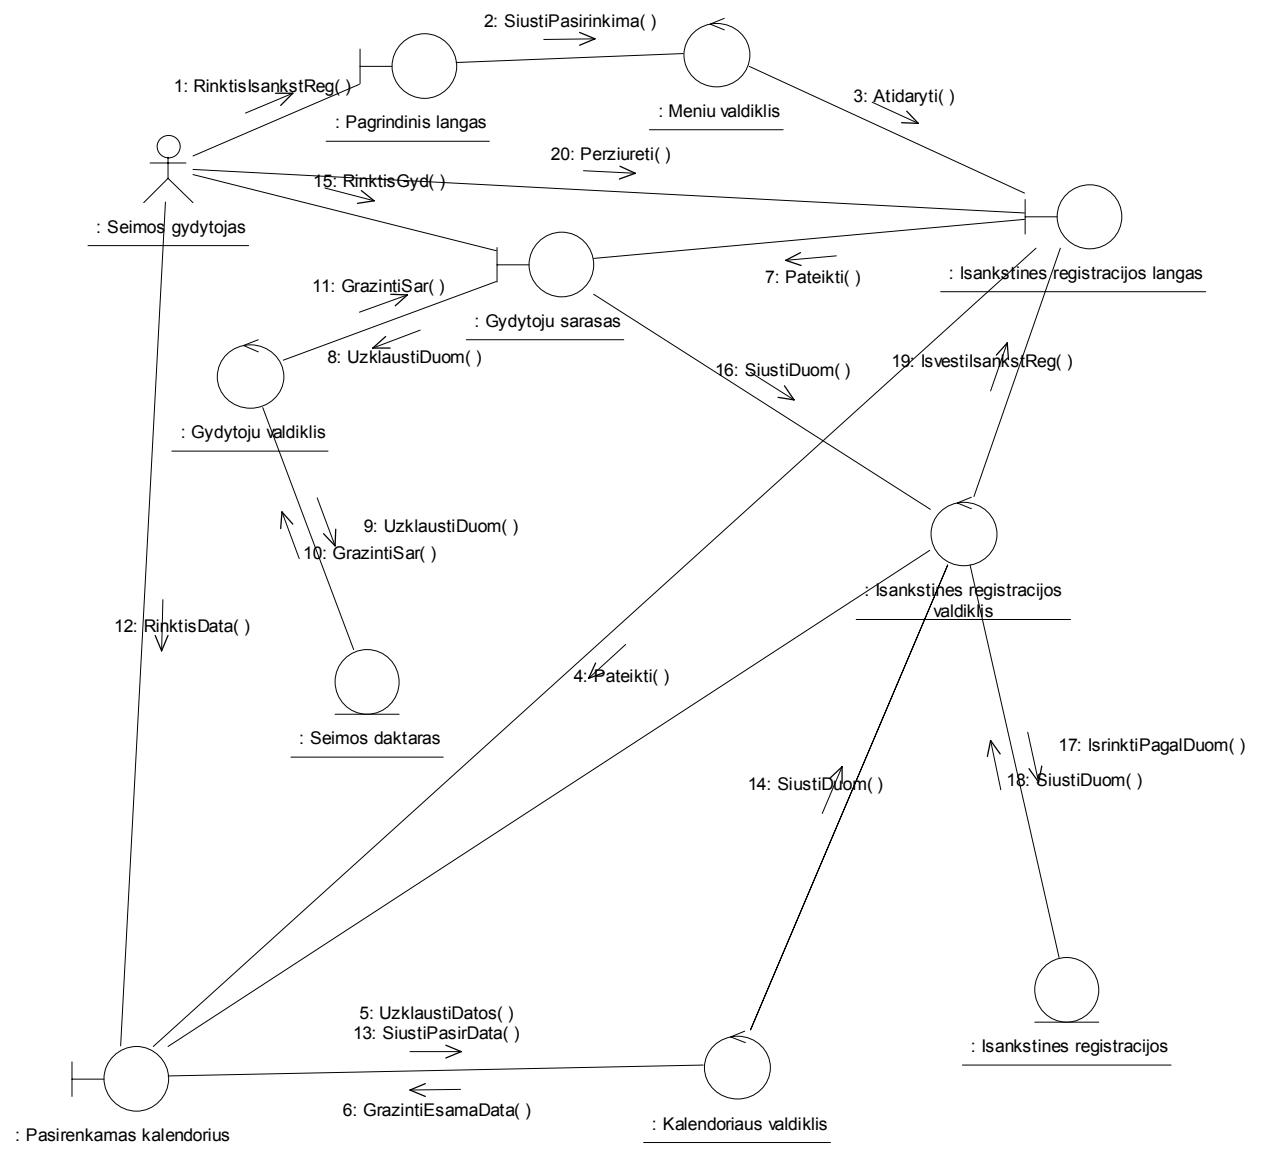 2: SiustiPasirinkima( )
1: RinktisIsankstReg( )
3: Atidaryti( )
: Pagrindinis langas
: Meniu valdiklis
20: Perziureti( )
15: RinktisGyd( )
: Seimos gydytojas
7: Pateikti( )
: Isankstines registracijos langas
11: GrazintiSar( )
: Gydytoju sarasas
8: UzklaustiDuom( )
16: SiustiDuom( )
19: IsvestiIsankstReg( )
: Gydytoju valdiklis
9: UzklaustiDuom( )
10: GrazintiSar( )
: Isankstines registracijos
valdiklis
12: RinktisData( )
4: Pateikti( )
: Seimos daktaras
17: IsrinktiPagalDuom( )
14: SiustiDuom( )
18: SiustiDuom( )
5: UzklaustiDatos( )
13: SiustiPasirData( )
: Isankstines registracijos
6: GrazintiEsamaData( )
: Kalendoriaus valdiklis
: Pasirenkamas kalendorius